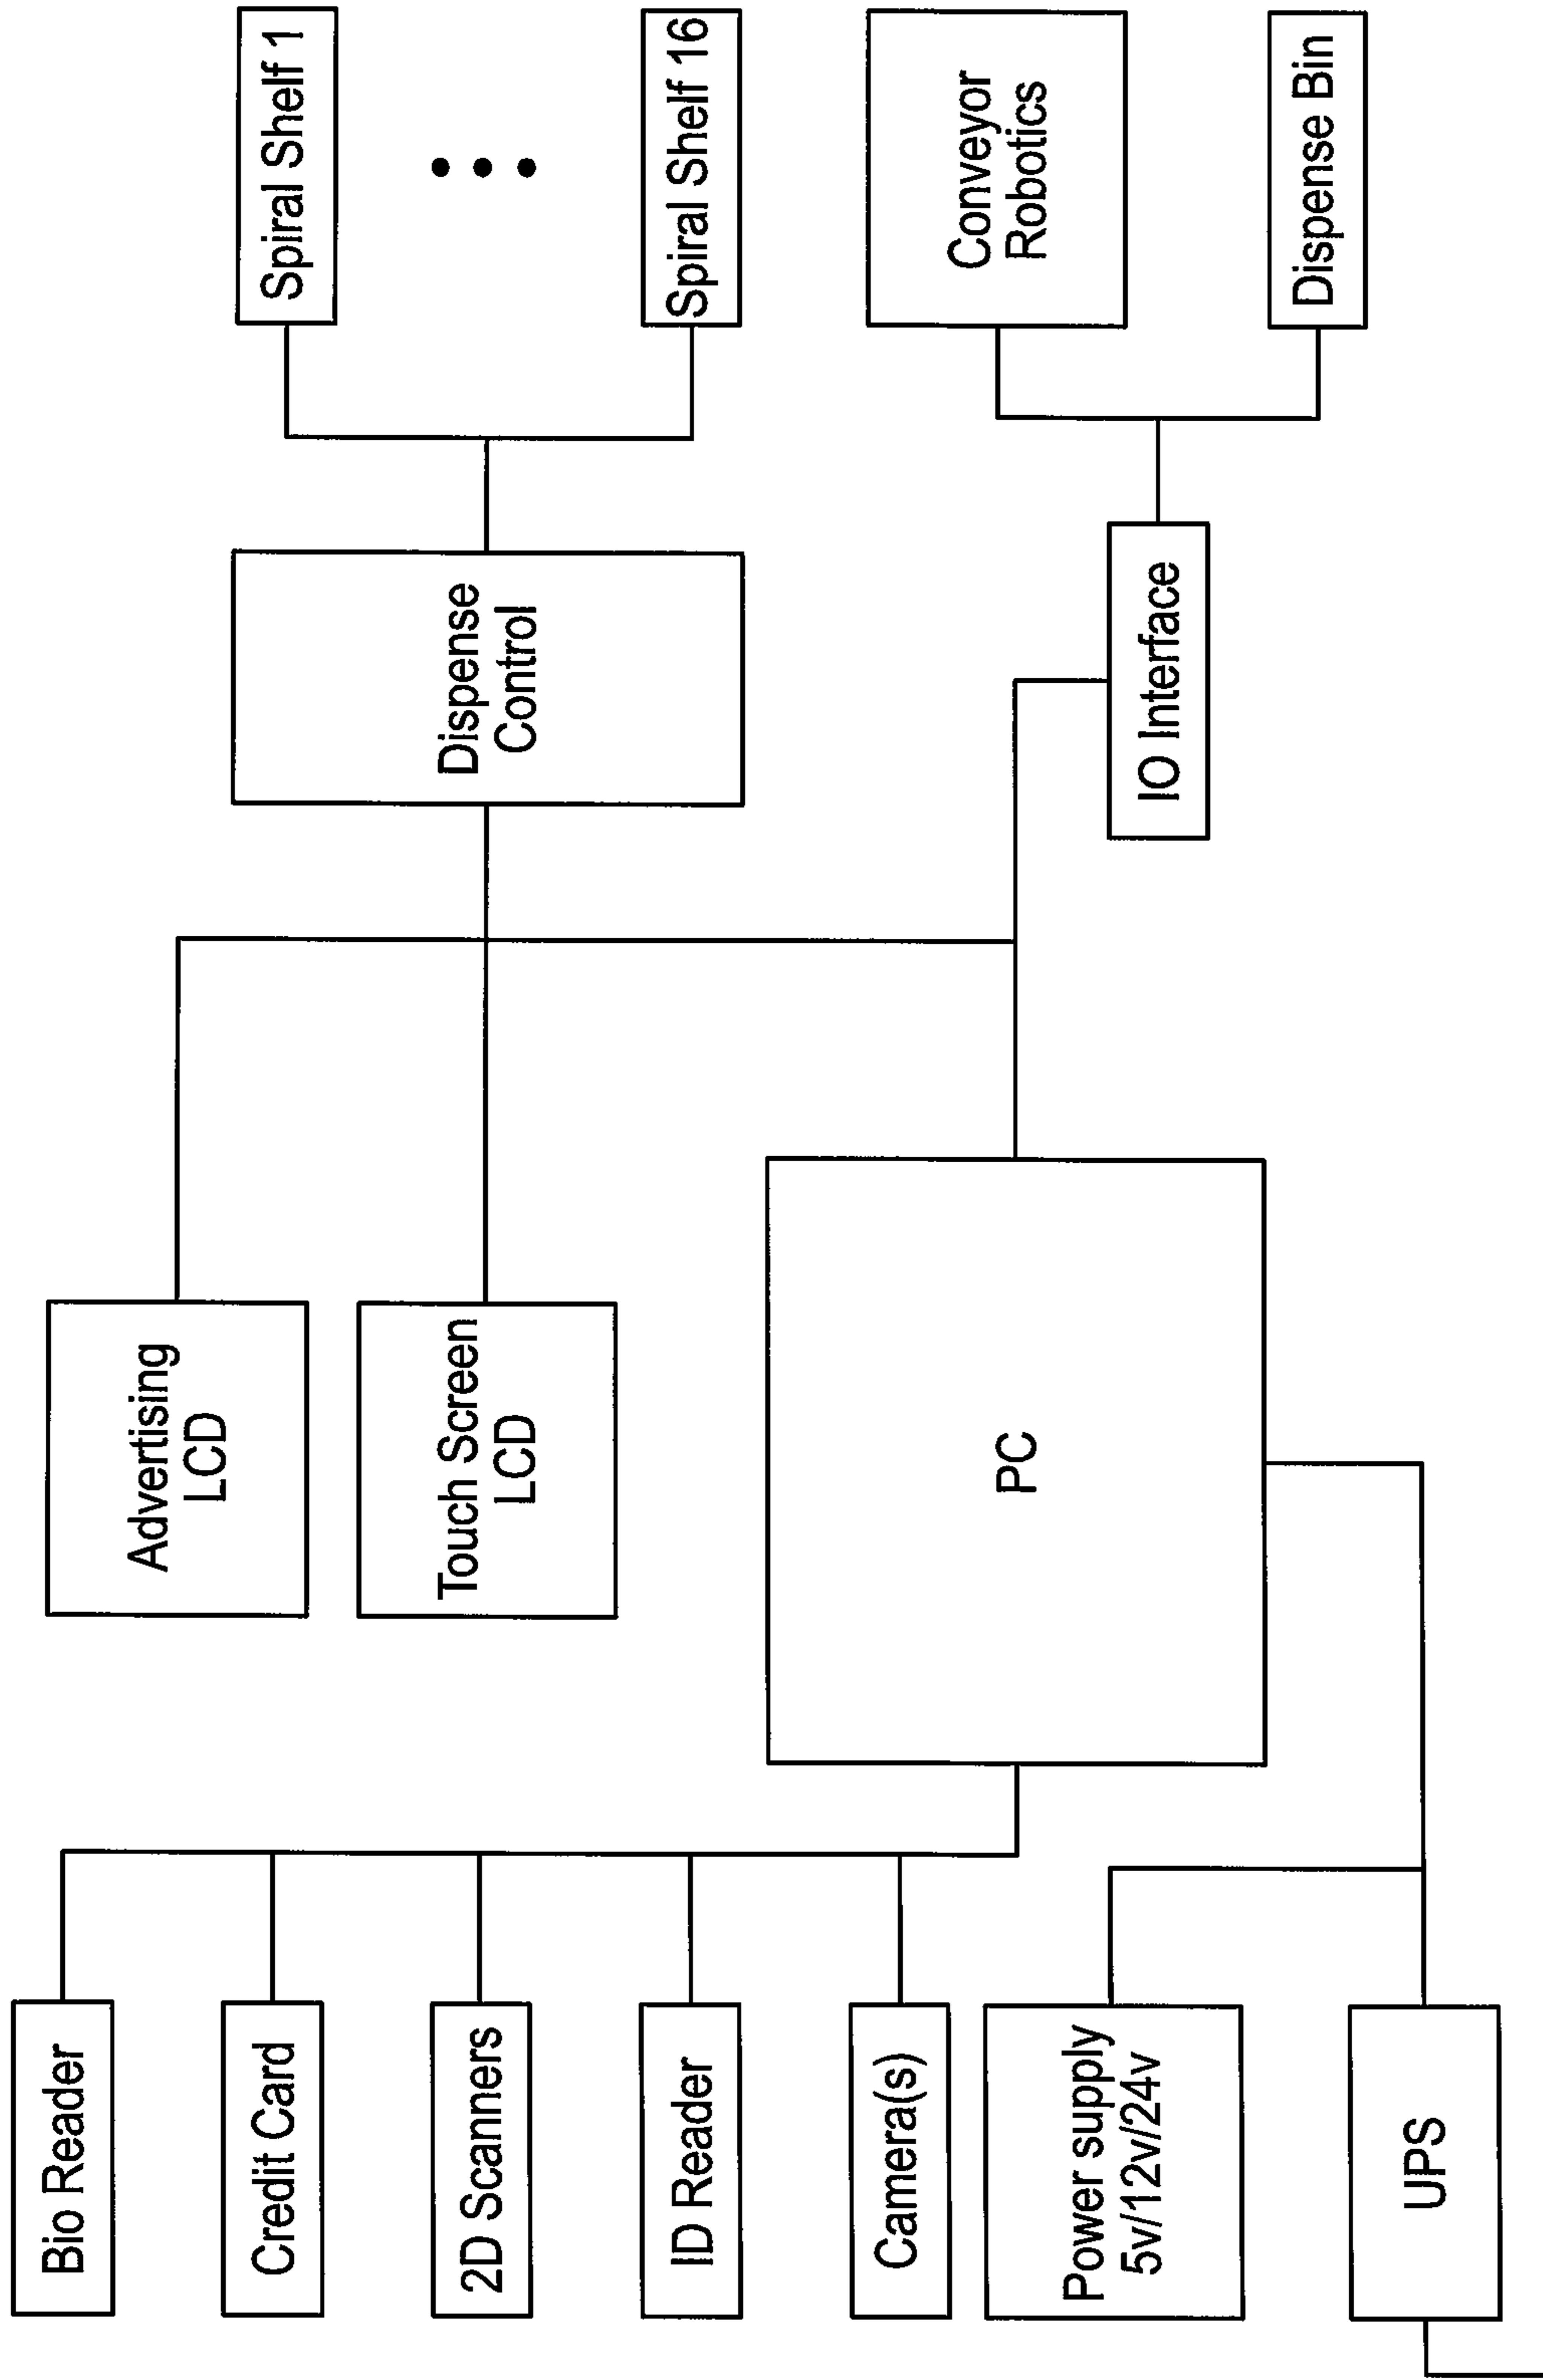 Bio Reader
Credit Card
2D Scanners
ID Reader
Camera(s)
Power supply
5v/12v/24v
UPS
Advertising
LCD
Touch Screen
LCD
PC
Dispense
Control
IO Interface
Spiral Shelf 1
Spiral Shelf 16
Conveyor
Robotics
Dispense Bin